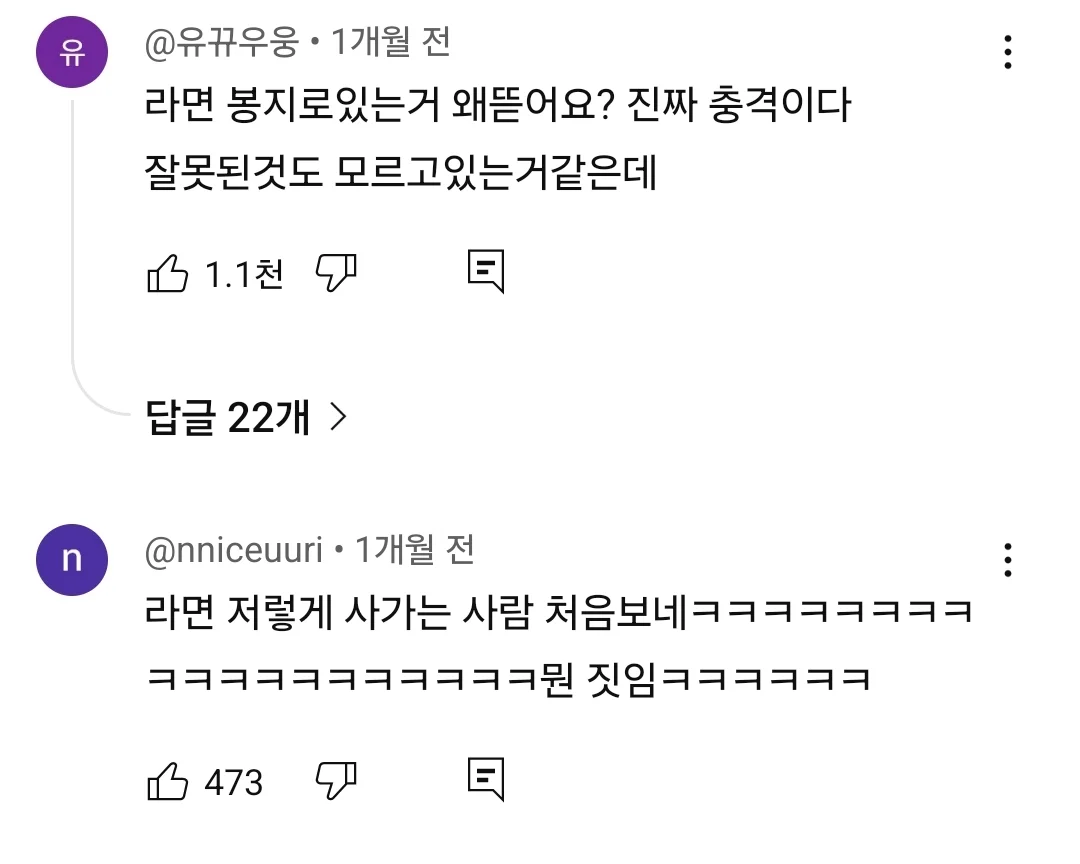 유
@유뀨우웅 • 1개월 전
라면 봉지로있는거 왜뜯어요? 진짜 충격이다
잘못된것도 모르고있는거같은데
1.1천
답글 22개
n
@nniceuuri • 1개월 전
라면 저렇게 사가는 사람 처음보네ㅋㅋㅋㅋㅋㅋㅋㅋ
ㅋㅋㅋㅋㅋㅋㅋㅋㅋㅋㅋ뭔 짓임ㅋㅋㅋㅋㅋㅋ
473